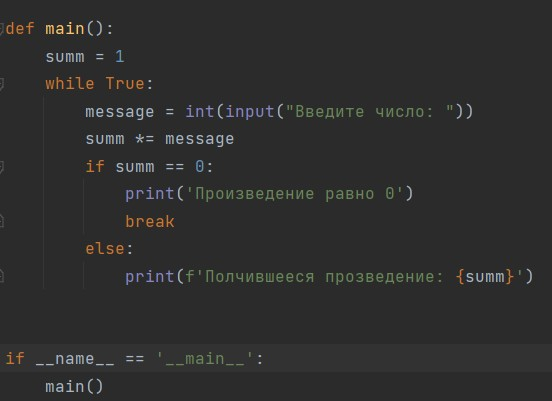 def main():
    summ = 1
    while True:
        message = int(input("Введите число: "))
        summ *= message
        if summ == 0:
            print('Произведение равно 0')
            break
        else:
            print(f'Полчившееся прозведение: {summ}')
if __name__ == '__main__':
    main()